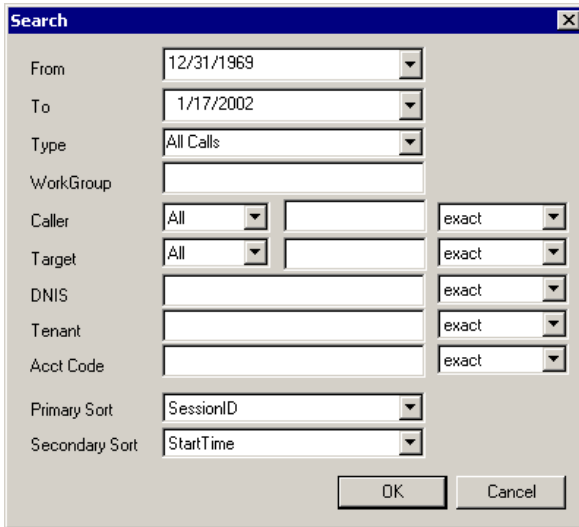 Search
From 12/31/1969
To 1/17/2002
Type All Calls
WorkGroup
Caller All exact
Target All exact
DNIS exact
Tenant exact
Acct Code exact
Primary Sort SessionID
Secondary Sort StartTime
OK Cancel